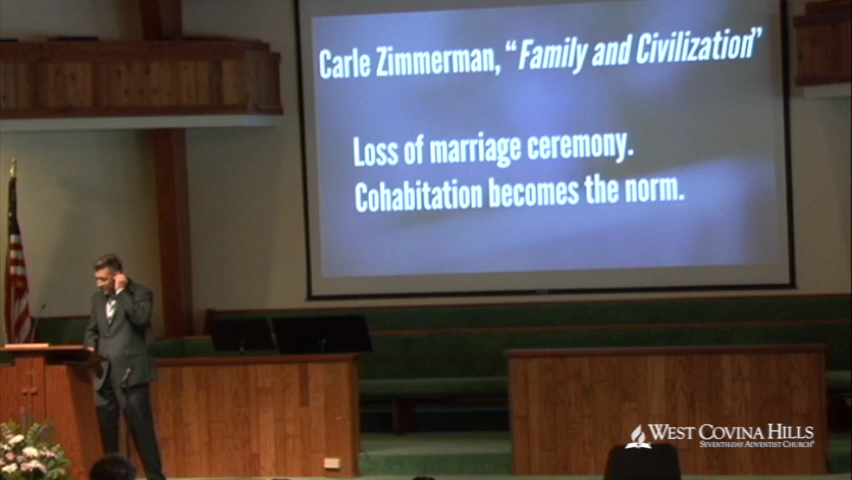 Carle Zimmerman, “Family and Civilization”
Loss of marriage ceremony.
Cohabitation becomes the norm.
WEST COVINA HILLS
SEVENTH-DAY ADVENTIST CHURCH